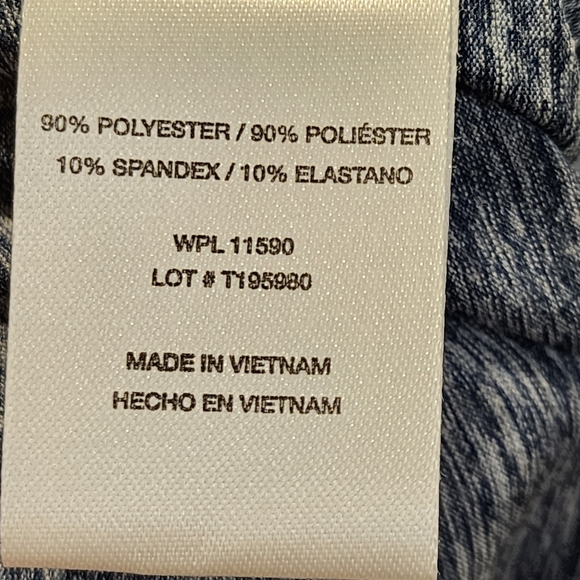 90% POLYESTER / 90% POLIÉSTER
10% SPANDEX / 10% ELASTANO
WPL 11590
LOT # T195980
MADE IN VIETNAM
HECHO EN VIETNAM